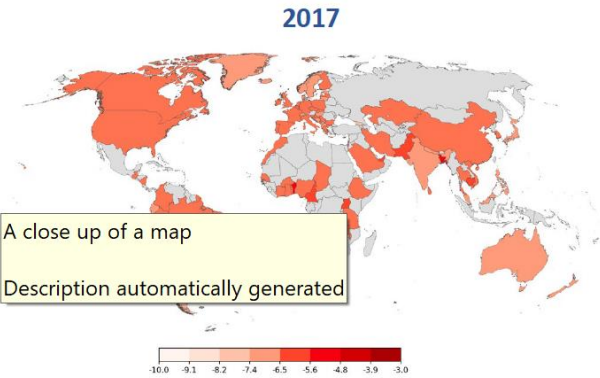 2017
A close up of a map
Description automatically generated
-10.0 -9.1 -8.2 -7.4 -6.5 -5.6 -4.8 -3.9 -3.0